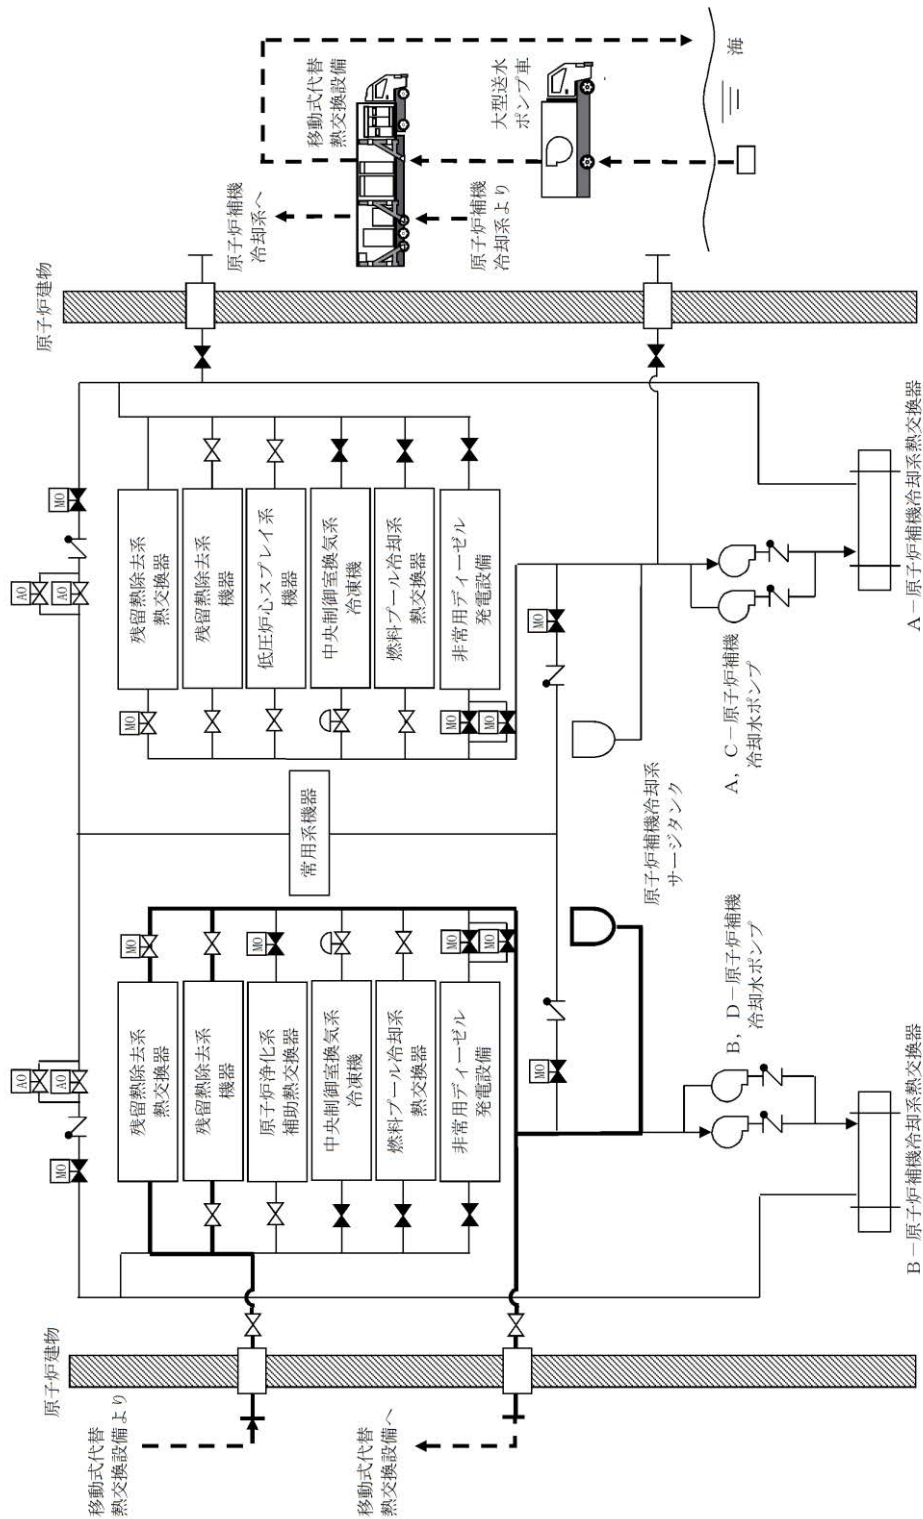 原子炉建物
移動式代替
熱交換設備より
移動式代替
熱交換設備へ
MO
AO
AO
残留熱除去系
熱交換器
MO
残留熱除去系
機器
原子炉浄化系
補助熱交換器
MO
中央制御室換気系
冷凍機
燃料プール冷却系
熱交換器
非常用ディーゼル
発電設備
MO
MO
MO
B,D-原子炉補機
冷却水ポンプ
B-原子炉補機冷却系熱交換器
常用系機器
原子炉補機冷却系
サージタンク
AO
AO
MO
MO
残留熱除去系
熱交換器
残留熱除去系
機器
低圧炉心スプレイ系
機器
中央制御室換気系
冷凍機
燃料プール冷却系
熱交換器
MO
MO
非常用ディーゼル
発電設備
MO
A,C-原子炉補機
冷却水ポンプ
A-原子炉補機冷却系熱交換器
原子炉建物
原子炉補機
冷却系へ
移動式代替
熱交換設備
原子炉補機
冷却系より
大型送水
ポンプ車
海